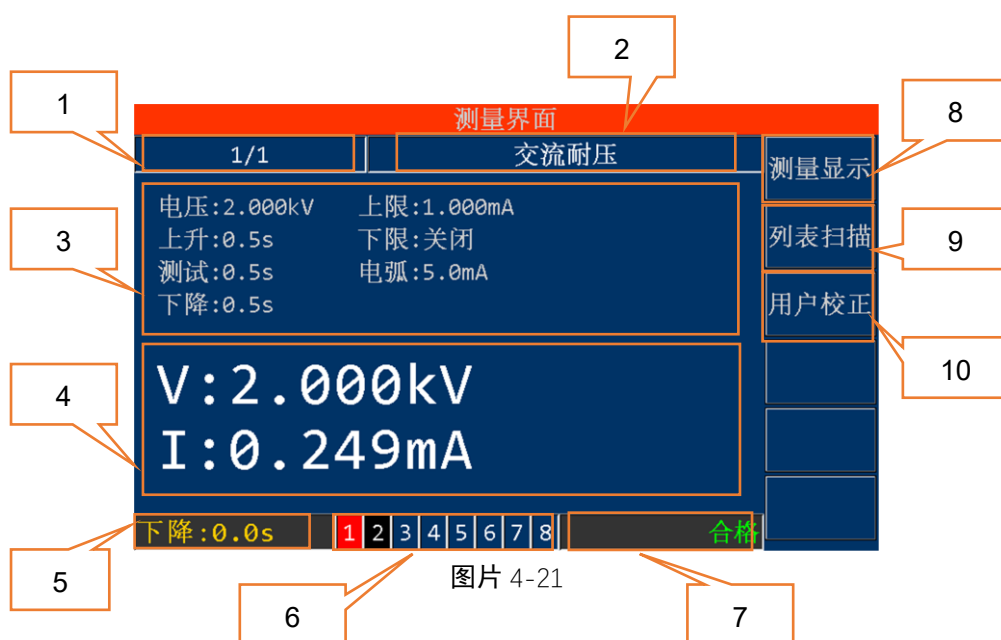 2
1
8
测量界面
1/1
交流耐压
测量显示
电压:2.000kV 上限:1.000mA
3
上升:0.5s 下限:关闭
列表扫描
9
测试:0.5s 电弧:5.0mA
下降:0.5s
用户校正
10
4
V:2.000kV
I:0.249mA
下降:0.0s
1 2 3 4 5 6 7 8
合格
5
图片 4-21
6
7